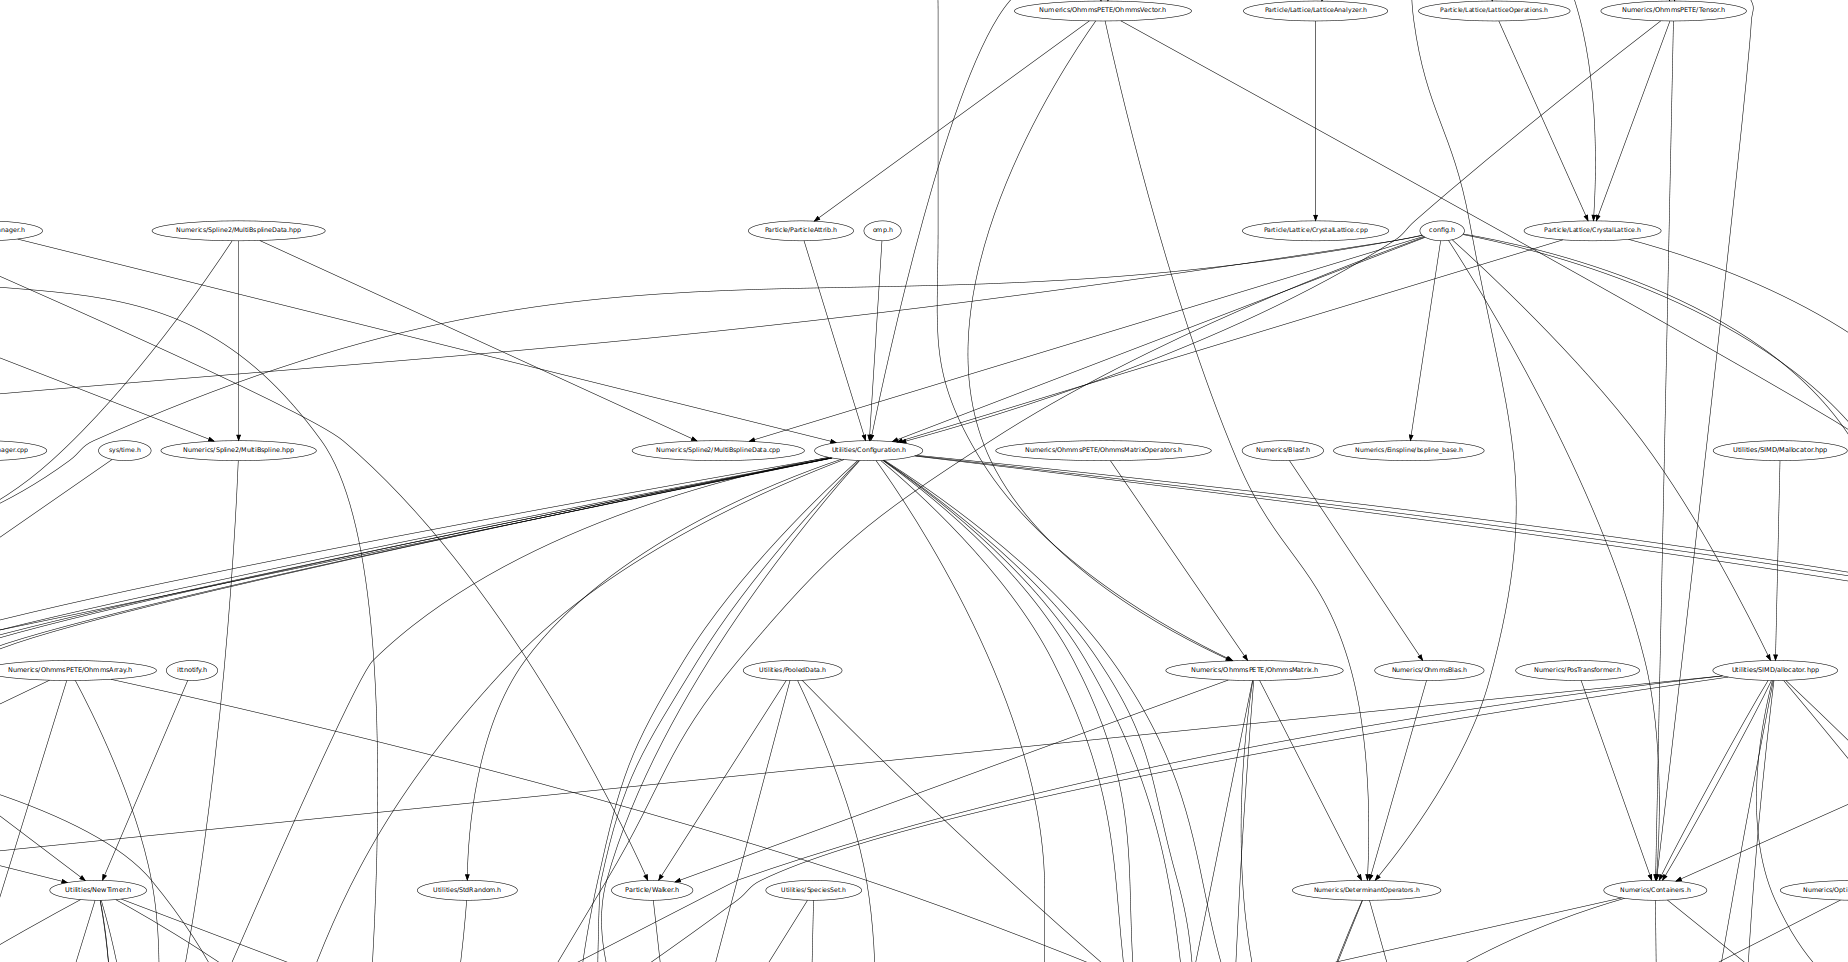 Numerics/OhmmsPETE/OhmmsVector.h
Particle/Lattice/LatticeAnalyzer.h
Particle/Lattice/LatticeOperations.h
Numerics/OhmmsPETE/Tensor.h
nager.h
Numerics/Spline2/MultiBsplineData.hpp
Particle/ParticleAttrib.h
omp.h
Particle/Lattice/CrystalLattice.cpp
config.h
Particle/Lattice/CrystalLattice.h
ager.cpp
sys/time.h
Numerics/Spline2/MultiBspline.hpp
Numerics/Spline2/MultiBsplineData.cpp
Utilities/Configuration.h
Numerics/OhmmsPETE/OhmmsMatrixOperators.h
Numerics/Blasf.h
Numerics/Einspline/bspline_base.h
Utilities/SIMD/Mallocator.hpp
Numerics/OhmmsPETE/OhmmsArray.h
ittnotify.h
Utilities/PooledData.h
Numerics/OhmmsPETE/OhmmsMatrix.h
Numerics/OhmmsBlas.h
Numerics/PosTransformer.h
Utilities/SIMD/allocator.hpp
Utilities/NewTimer.h
Utilities/StdRandom.h
Particle/Walker.h
Utilities/SpeciesSet.h
Numerics/DeterminantOperators.h
Numerics/Containers.h
Numerics/Opti